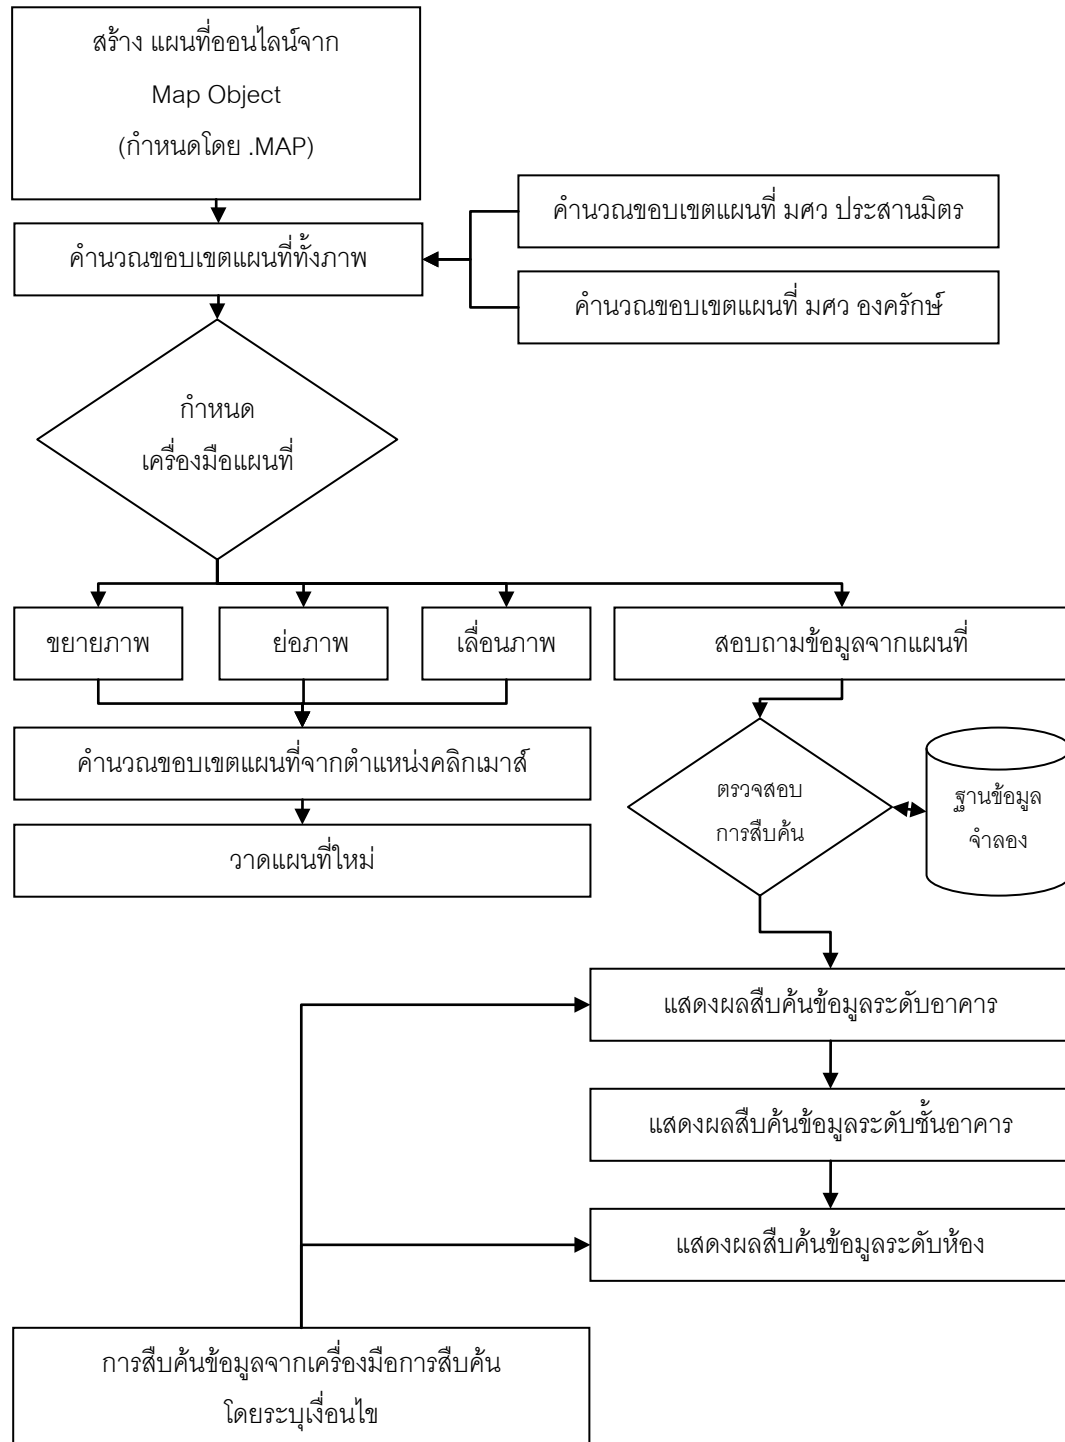 สร้าง แผนที่ออนไลน์จาก
Map Object
(กำหนดโดย .MAP)
คำนวณขอบเขตแผนที่ มศว ประสานมิตร
คำนวณขอบเขตแผนที่ทั้งภาพ
คำนวณขอบเขตแผนที่ มศว องครักษ์
กำหนด
เครื่องมือแผนที่
ขยายภาพ
ย่อภาพ
เลื่อนภาพ
สอบถามข้อมูลจากแผนที่
คำนวณขอบเขตแผนที่จากตำแหน่งคลิกเมาส์
ตรวจสอบ
การสืบค้น
ฐานข้อมูล
จำลอง
วาดแผนที่ใหม่
แสดงผลสืบค้นข้อมูลระดับอาคาร
แสดงผลสืบค้นข้อมูลระดับชั้นอาคาร
แสดงผลสืบค้นข้อมูลระดับห้อง
การสืบค้นข้อมูลจากเครื่องมือการสืบค้น
โดยระบุเงื่อนไข